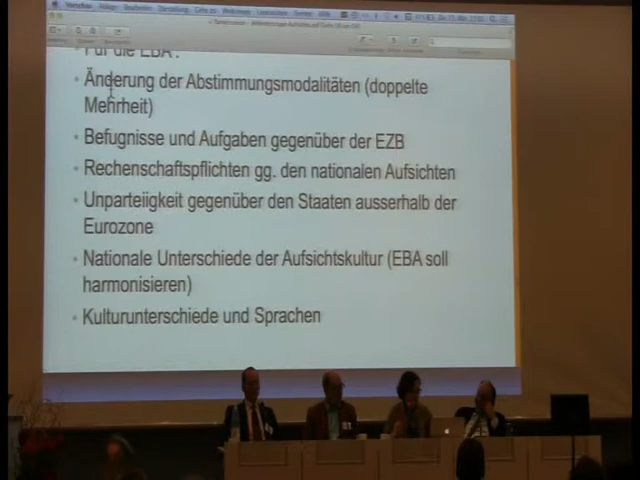 Für die EBA :
Änderung der Abstimmungsmodalitäten (doppelte
Mehrheit)
Befugnisse und Aufgaben gegenüber der EZB
Rechenschaftspflichten gg. den nationalen Aufsichten
Unparteiigkeit gegenüber den Staaten ausserhalb der
Eurozone
Nationale Unterschiede der Aufsichtskultur (EBA soll
harmonisieren)
Kulturunterschiede und Sprachen